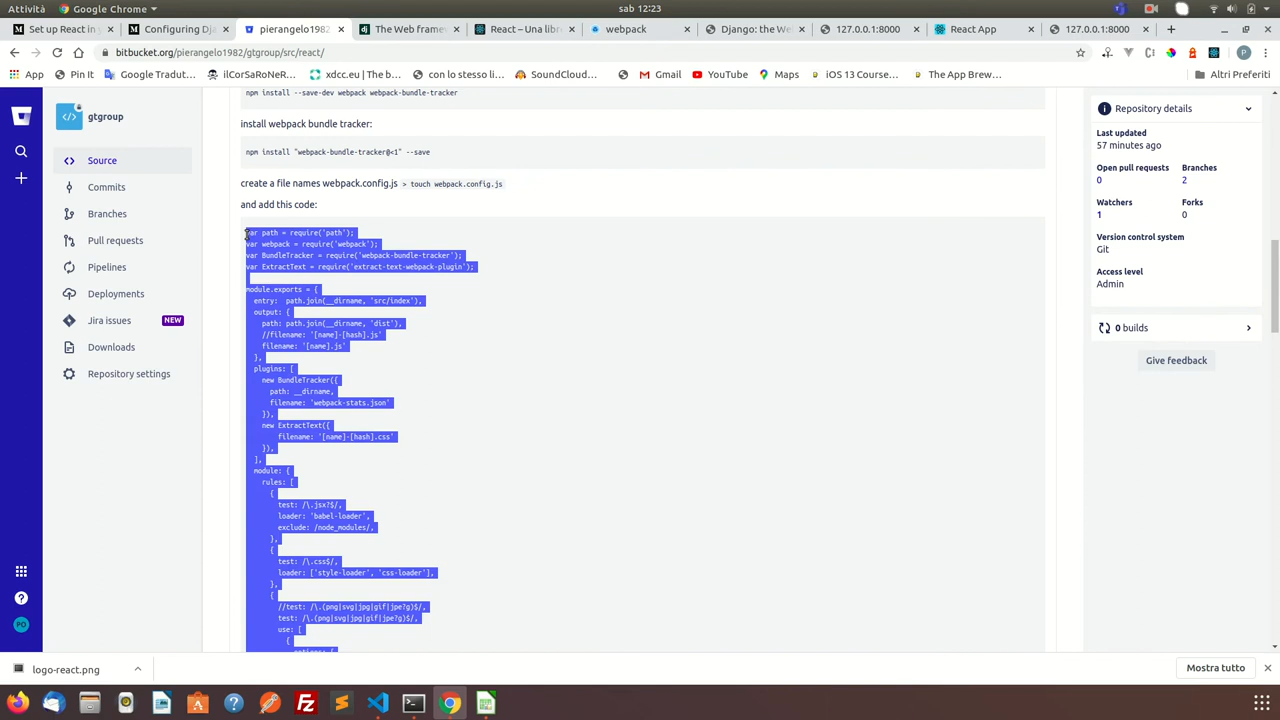 Attività
Google Chrome
sab 12:23
Set up React in y
Configuring Dj
pierangelo1982
The Web fram
React – Una libr
webpack
Django: the We
127.0.0.1:8000
React App
127.0.0.1:8000
bitbucket.org/pierangelo1982/gtgroup/src/react/
App
Pin It
Google Tradut...
ilCorSaRoNeR...
xdcc.eu | The b...
con lo stesso li...
SoundCloud...
Gmail
YouTube
Maps
iOS 13 Course...
The App Brew...
Altri Preferiti
gtgroup
Source
Commits
Branches
Pull requests
Pipelines
Deployments
Jira issues
NEW
Downloads
Repository settings
PO
npm install --save-dev webpack webpack-bundle-tracker
install webpack bundle tracker:
npm install "webpack-bundle-tracker@<1" --save
create a file names webpack.config.js > touch webpack.config.js
and add this code:
var path = require('path');
var webpack = require('webpack');
var BundleTracker = require('webpack-bundle-tracker');
var ExtractText = require('extract-text-webpack-plugin');
module.exports = {
entry:  path.join(__dirname, 'src/index'),
output: {
path: path.join(__dirname, 'dist'),
//filename: '[name]-[hash].js'
filename: '[name].js'
},
plugins: [
new BundleTracker({
path: __dirname,
filename: 'webpack-stats.json'
}),
new ExtractText({
filename: '[name]-[hash].css'
}),
],
module: {
rules: [
{
test: /\.jsx?$/,
loader: 'babel-loader',
exclude: /node_modules/,
},
{
test: /\.css$/,
loader: ['style-loader', 'css-loader'],
},
{
//test: /\.(png|svg|jpg|gif|jpe?g)$/,
test: /\.(png|svg|jpg|gif|jpe?g)$/,
use: [
{
Repository details
Last updated
57 minutes ago
Open pull requests
Branches
0
2
Watchers
Forks
1
0
Version control system
Git
Access level
Admin
0 builds
Give feedback
logo-react.png
Mostra tutto